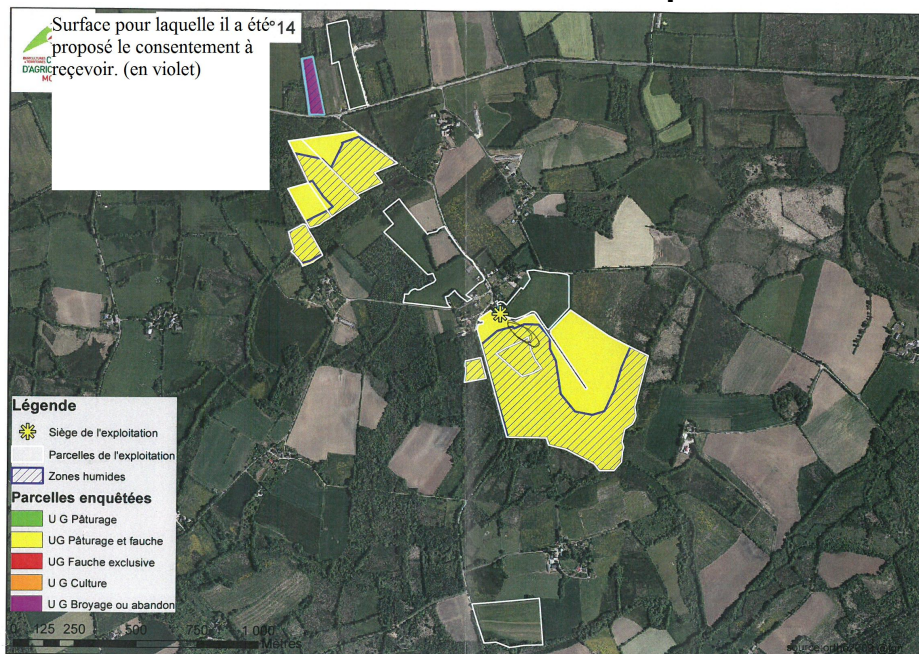 Surface pour laquelle il a été°14
proposé le consentement à
reçevoir. (en violet)
D'AGRIC
MO
Légende
Siège de l'exploitation
Parcelles de l'exploitation
Zones humides
Parcelles enquêtées
U G Pâturage
UG Pâturage et fauche
UG Fauche exclusive
U G Culture
U G Broyage ou abandon
0 125 250 500 750 1 000
Mètres